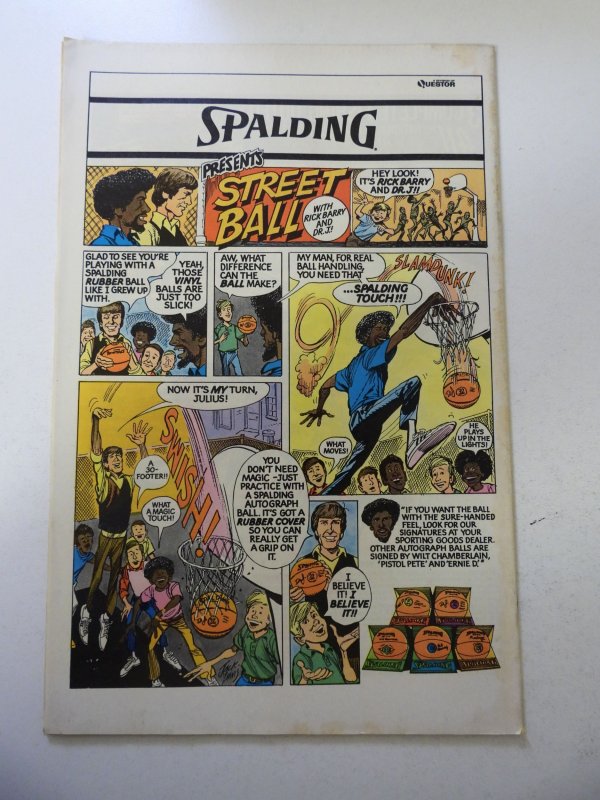 QUESTOR
SPALDING
PRESENTS
STREET
BALL
WITH
RICK BARRY
AND
DR. J!
HEY LOOK!
IT'S RICK BARRY
AND DR. J!!
GLAD TO SEE YOU'RE
PLAYING WITH A
SPALDING
RUBBER BALL
LIKE I GREW UP
WITH.
YEAH,
THOSE
VINYL
BALLS ARE
JUST TOO
SLICK!
AW, WHAT
DIFFERENCE
CAN THE
BALL MAKE?
MY MAN, FOR REAL
BALL HANDLING,
YOU NEED THAT
...SPALDING
TOUCH!!!
SLAMDUNK!
WHAT
MOVES!
HE
PLAYS
UP IN THE
LIGHTS!
NOW IT'S MY TURN,
JULIUS!
SWISH!
A
30-
FOOTER!!
WHAT
A MAGIC
TOUCH!
YOU
DON'T NEED
MAGIC-JUST
PRACTICE WITH
A SPALDING
AUTOGRAPH
BALL. IT'S GOT A
RUBBER COVER
SO YOU CAN
REALLY GET
A GRIP ON
IT.
I
BELIEVE
IT! I
BELIEVE
IT!!
"IF YOU WANT THE BALL
WITH THE SURE-HANDED
FEEL, LOOK FOR OUR
SIGNATURES AT YOUR
SPORTING GOODS DEALER.
OTHER AUTOGRAPH BALLS ARE
SIGNED BY WILT CHAMBERLAIN,
'PISTOL PETE' AND 'ERNIE D.'"